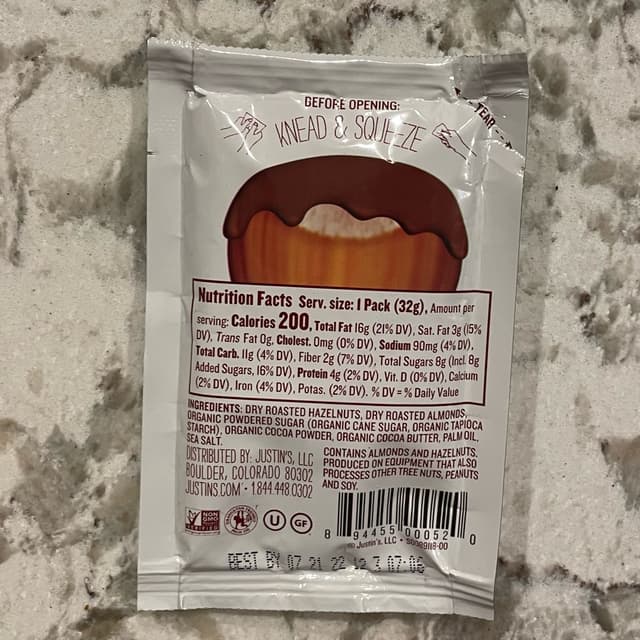 BEFORE OPENING:
KNEAD & SQUEEZE
TEAR
Nutrition Facts Serv. size: 1 Pack (32g), Amount per
serving: Calories 200, Total Fat 16g (21% DV), Sat. Fat 3g (15%
DV), Trans Fat 0g, Cholest. 0mg (0% DV), Sodium 90mg (4% DV),
Total Carb. 11g (4% DV), Fiber 2g (7% DV), Total Sugars 8g (Incl. 8g
Added Sugars, 16% DV), Protein 4g (2% DV), Vit. D (0% DV), Calcium
(2% DV), Iron (4% DV), Potas. (2% DV). % DV = % Daily Value
INGREDIENTS: DRY ROASTED HAZELNUTS, DRY ROASTED ALMONDS,
ORGANIC POWDERED SUGAR (ORGANIC CANE SUGAR, ORGANIC TAPIOCA
STARCH), ORGANIC COCOA POWDER, ORGANIC COCOA BUTTER, PALM OIL,
SEA SALT.
DISTRIBUTED BY: JUSTIN'S, LLC
BOULDER, COLORADO 80302
JUSTINS.COM • 1.844.448.0302
CONTAINS ALMONDS AND HAZELNUTS.
PRODUCED ON EQUIPMENT THAT ALSO
PROCESSES OTHER TREE NUTS, PEANUTS
AND SOY.
NON
GMO
VERIFIED
U
GF
8 94455 00052 0
Justin's, LLC •
BEST BY 07 21 22